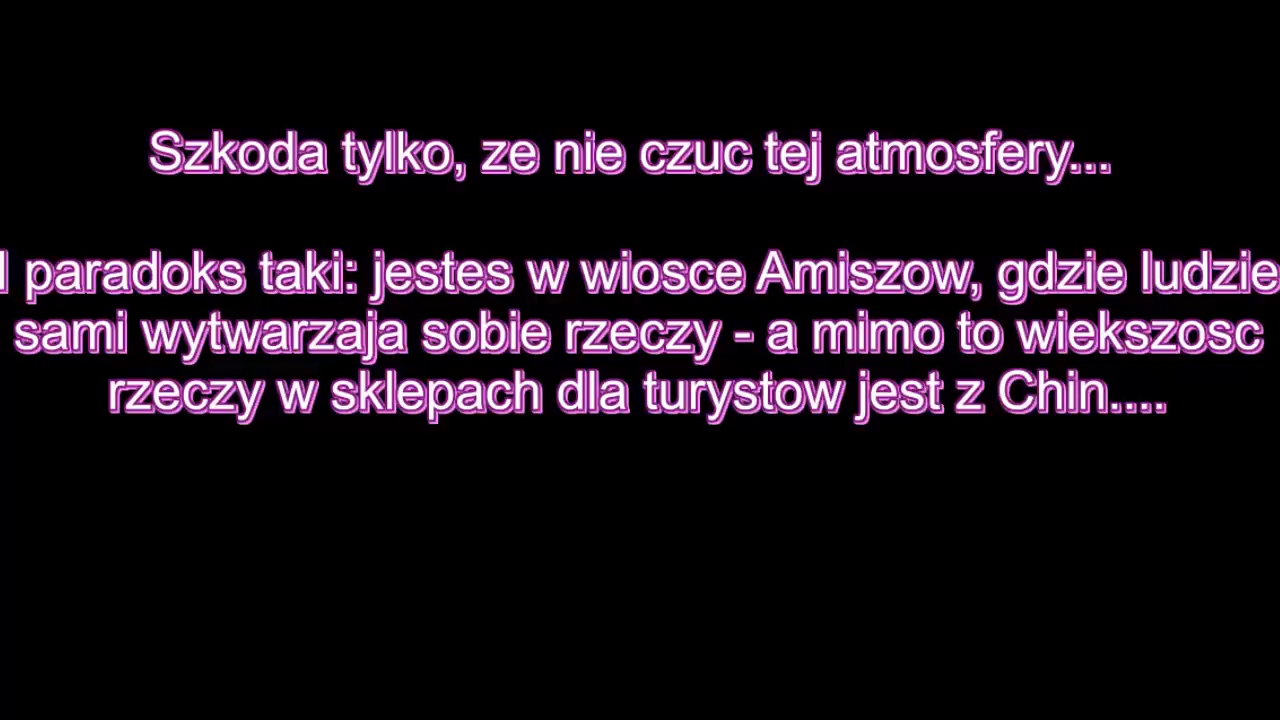 Szkoda tylko, ze nie czuc tej atmosfery...
I paradoks taki: jestes w wiosce Amiszow, gdzie ludzie
sami wytwarzaja sobie rzeczy - a mimo to wiekszosc
rzeczy w sklepach dla turystow jest z Chin....